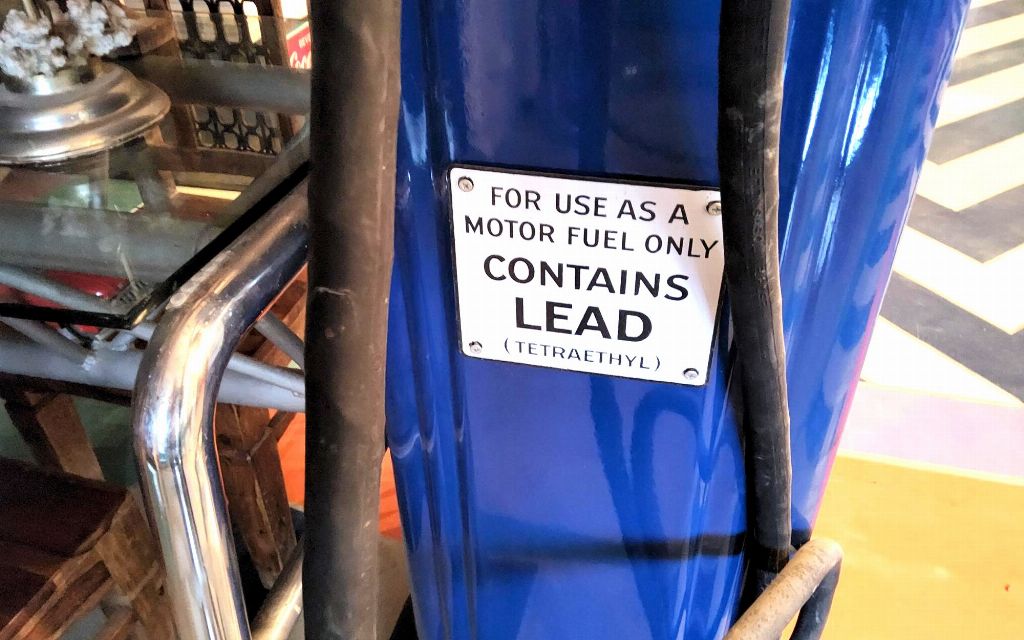 FOR USE AS A
MOTOR FUEL ONLY
CONTAINS
LEAD
(TETRAETHYL)